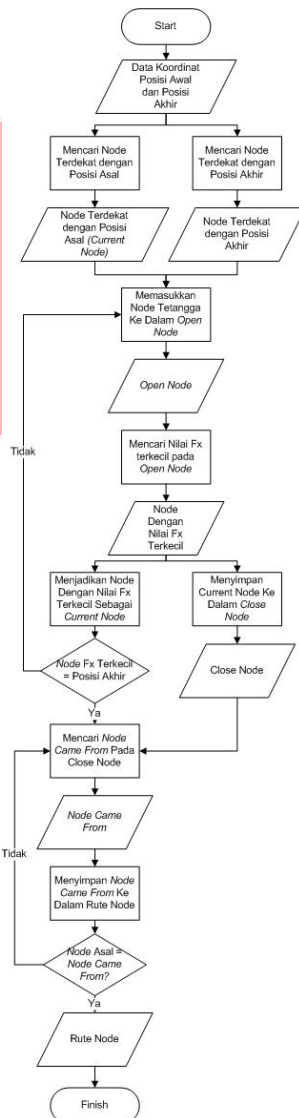 Start
Data Koordinat
Posisi Awal
dan Posisi
Akhir
Mencari Node
Terdekat dengan
Posisi Asal
Mencari Node
Terdekat dengan
Posisi Akhir
Node Terdekat
dengan Posisi
Asal (Current
Node)
Node Terdekat
dengan Posisi
Akhir
Memasukkan
Node Tetangga
Ke Dalam Open
Node
Open Node
Tidak
Mencari Nilai Fx
terkecil pada
Open Node
Node
Dengan
Nilai Fx
Terkecil
Menjadikan Node
Dengan Nilai Fx
Terkecil Sebagai
Current Node
Menyimpan
Current Node Ke
Dalam Close
Node
Node Fx Terkecil
= Posisi Akhir
Close Node
Ya
Mencari Node
Came From Pada
Close Node
Node Came
From
Tidak
Menyimpan Node
Came From Ke
Dalam Rute Node
Node Asal =
Node Came
From?
Ya
Rute Node
Finish